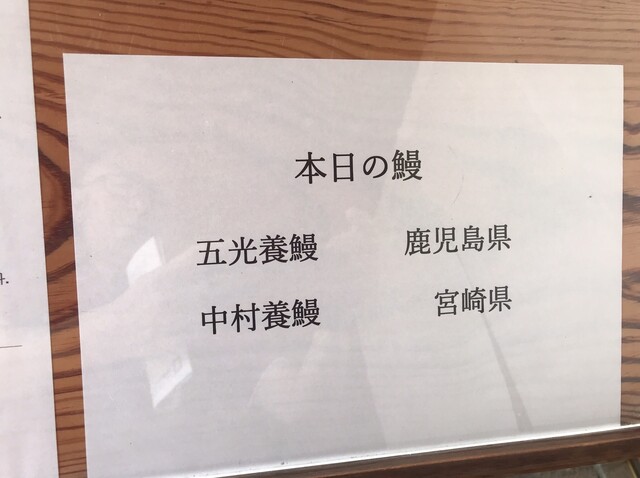 本日の鰻
五光養鰻 鹿児島県
中村養鰻 宮崎県